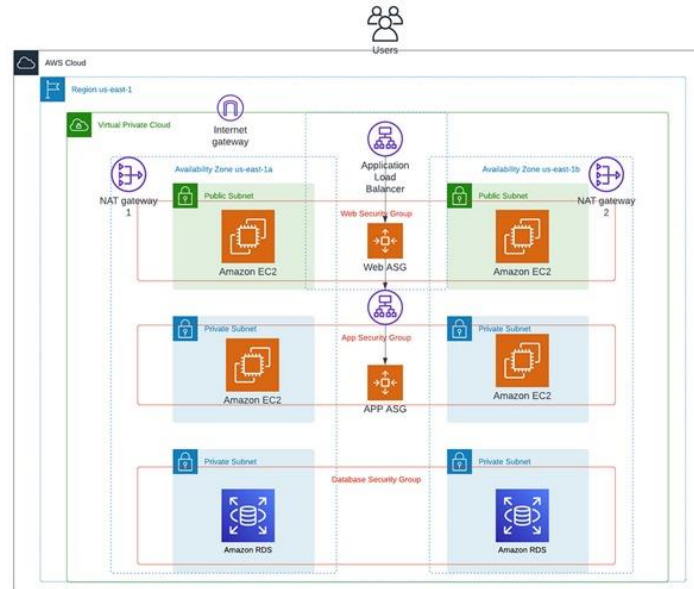 Users
AWS Cloud
Region us-east-1
Virtual Private Cloud
Internet
gateway
Application
Load
Balancer
Availability Zone us-east-1a
Availability Zone us-east-1b
NAT gateway
1
NAT gateway
2
Public Subnet
Public Subnet
Web Security Group
Amazon EC2
Web ASG
Amazon EC2
Private Subnet
Private Subnet
App Security Group
Amazon EC2
APP ASG
Amazon EC2
Private Subnet
Private Subnet
Database Security Group
Amazon RDS
Amazon RDS